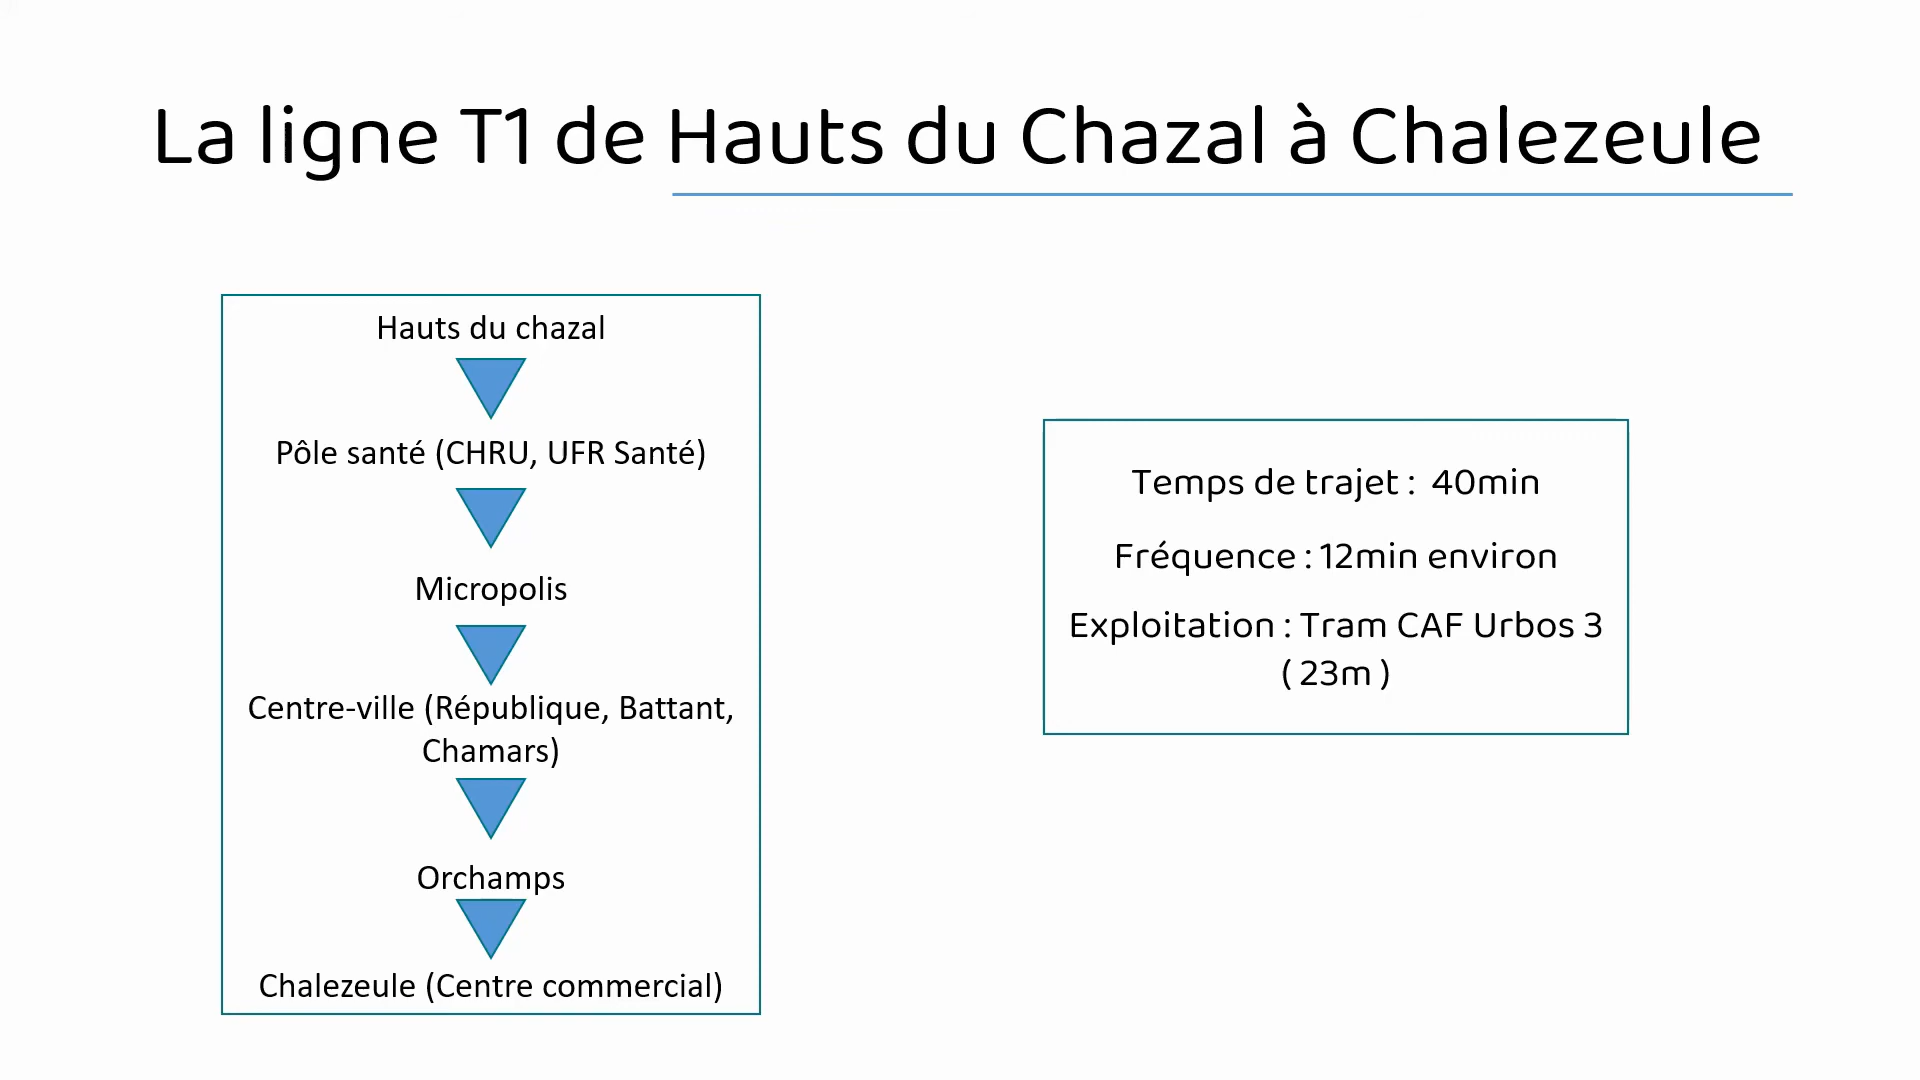 La ligne T1 de Hauts du Chazal à Chalezeule
Hauts du chazal
Pôle santé (CHRU, UFR Santé)
Micropolis
Centre-ville (République, Battant,
Chamars)
Orchamps
Chalezeule (Centre commercial)
Temps de trajet :  40min
Fréquence : 12min environ
Exploitation : Tram CAF Urbos 3
( 23m )